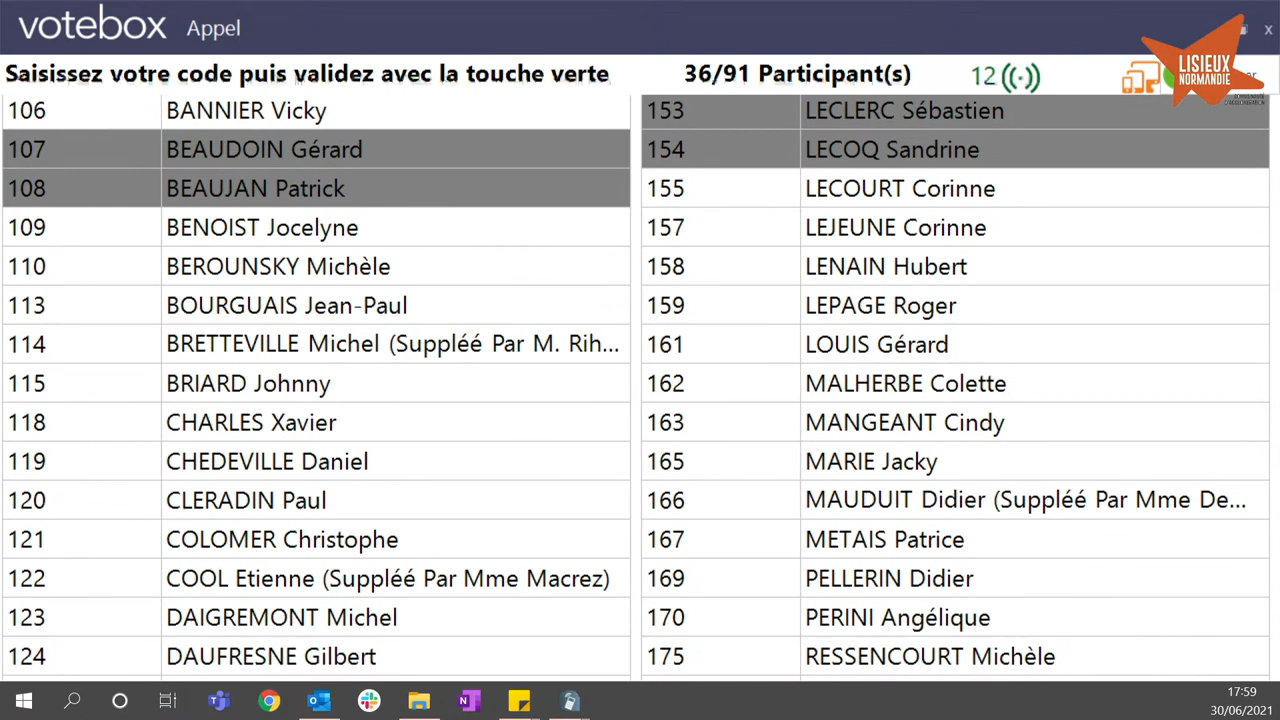 votebox Appel
Saisissez votre code puis validez avec la touche verte
36/91 Participant(s)
12
LISIEUX
NORMANDIE
106 BANNIER Vicky
107 BEAUDOIN Gérard
108 BEAUJAN Patrick
109 BENOIST Jocelyne
110 BEROUNSKY Michèle
113 BOURGUAIS Jean-Paul
114 BRETTEVILLE Michel (Suppléé Par M. Rih...
115 BRIARD Johnny
118 CHARLES Xavier
119 CHEDEVILLE Daniel
120 CLERADIN Paul
121 COLOMER Christophe
122 COOL Etienne (Suppléé Par Mme Macrez)
123 DAIGREMONT Michel
124 DAUFRESNE Gilbert
153 LECLERC Sébastien
154 LECOQ Sandrine
155 LECOURT Corinne
157 LEJEUNE Corinne
158 LENAIN Hubert
159 LEPAGE Roger
161 LOUIS Gérard
162 MALHERBE Colette
163 MANGEANT Cindy
165 MARIE Jacky
166 MAUDUIT Didier (Suppléé Par Mme De...
167 METAIS Patrice
169 PELLERIN Didier
170 PERINI Angélique
175 RESSENCOURT Michèle
17:59
30/06/2021